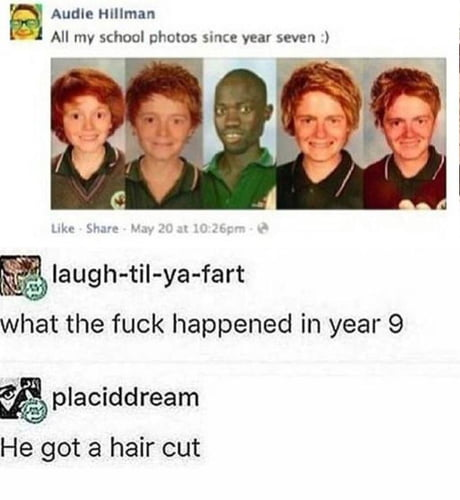 Audie Hillman
All my school photos since year seven :)
Like · Share · May 20 at 10:26pm ·
laugh-til-ya-fart
what the fuck happened in year 9
placiddream
He got a hair cut